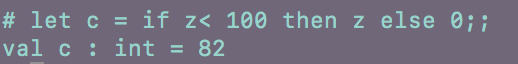 # let c = if z< 100 then z else 0;;
val c : int = 82